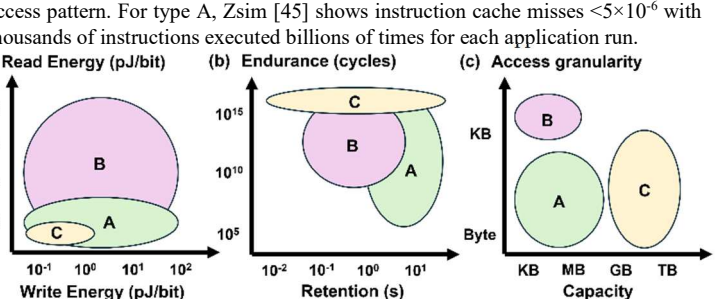 ccess pattern. For type A, Zsim [45] shows instruction cache misses <5×10-6 with
housands of instructions executed billions of times for each application run.
Read Energy (pJ/bit)
B
A
C
10-1 100 101 102
Write Energy (pJ/bit)
(b) Endurance (cycles)
1015
1010
105
C
B
A
10-2 10-1 100 101
Retention (s)
(c) Access granularity
KB
Byte
B
A
C
KB MB GB TB
Capacity